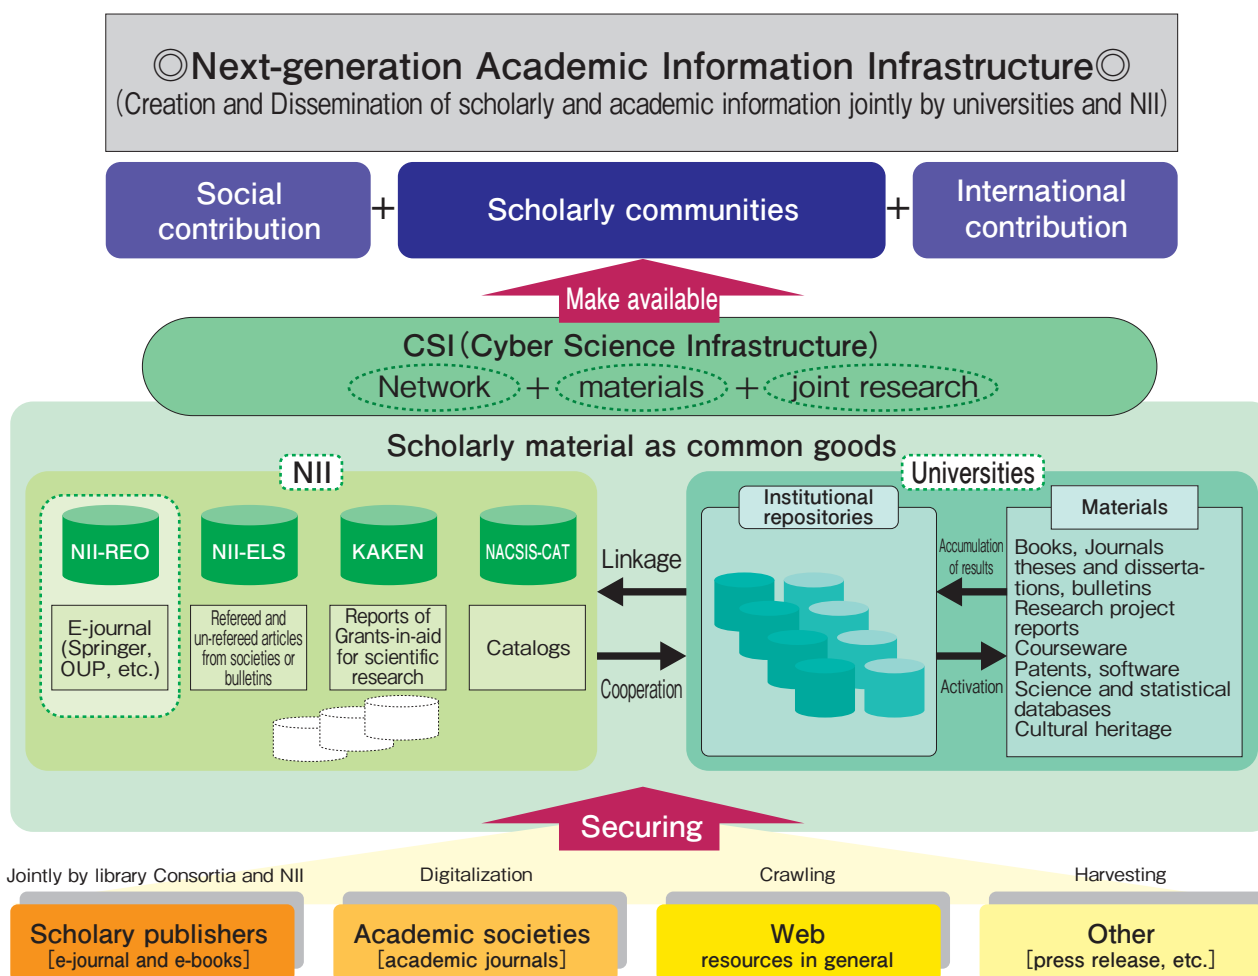 ◎Next-generation Academic Information Infrastructure◎
(Creation and Dissemination of scholarly and academic information jointly by universities and NII)
Social
contribution
+
Scholarly communities
+
International
contribution
Make available
CSI(Cyber Science Infrastructure)
Network + materials + joint research
Scholarly material as common goods
NII
NII-REO
NII-ELS
KAKEN
NACSIS-CAT
E-journal
(Springer,
OUP, etc.)
Refereed and
un-refereed articles
from societies or
bulletins
Reports of
Grants-in-aid
for scientific
research
Catalogs
Linkage
Cooperation
Universities
Institutional
repositories
Accumulation
of results
Activation
Materials
Books, Journals
theses and disserta-
tions, bulletins
Research project
reports
Courseware
Patents, software
Science and statistical
databases
Cultural heritage
Securing
Jointly by library Consortia and NII
Scholary publishers
[e-journal and e-books]
Digitalization
Academic societies
[academic journals]
Crawling
Web
resources in general
Harvesting
Other
[press release, etc.]